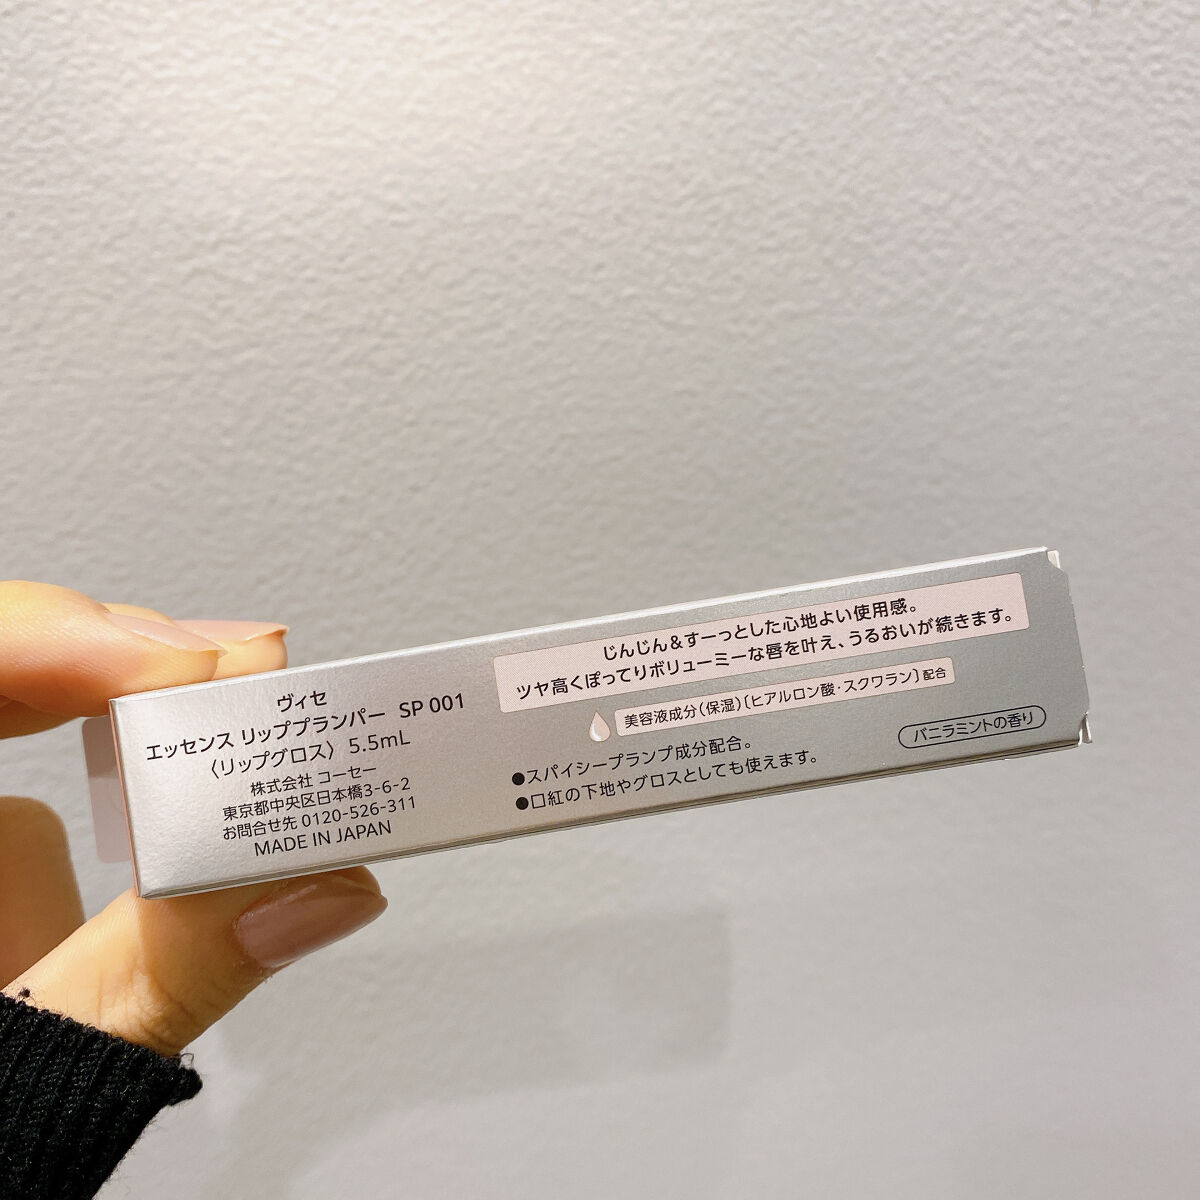 ヴィセ
エッセンス リッププランパー SP 001
〈リップグロス〉 5.5mL
株式会社 コーセー
東京都中央区日本橋3-6-2
お問合せ先 0120-526-311
MADE IN JAPAN
じんじん&すーっとした心地よい使用感。
ツヤ高くぽってりボリューミーな唇を叶え、うるおいが続きます。
美容液成分(保湿)〔ヒアルロン酸・スクワラン〕配合
●スパイシープランプ成分配合。
●口紅の下地やグロスとしても使えます。
バニラミントの香り